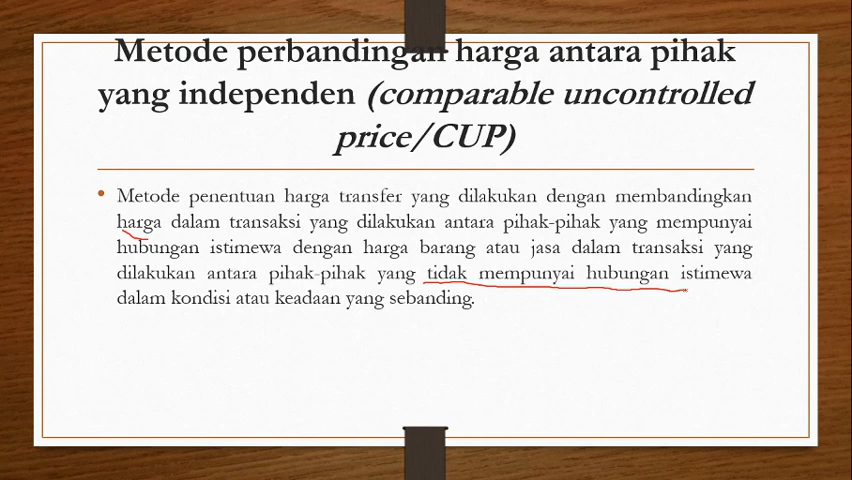 Metode perbandingan harga antara pihak
yang independen (comparable uncontrolled
price/CUP)
• Metode penentuan harga transfer yang dilakukan dengan membandingkan
harga dalam transaksi yang dilakukan antara pihak-pihak yang mempunyai
hubungan istimewa dengan harga barang atau jasa dalam transaksi yang
dilakukan antara pihak-pihak yang tidak mempunyai hubungan istimewa
dalam kondisi atau keadaan yang sebanding.